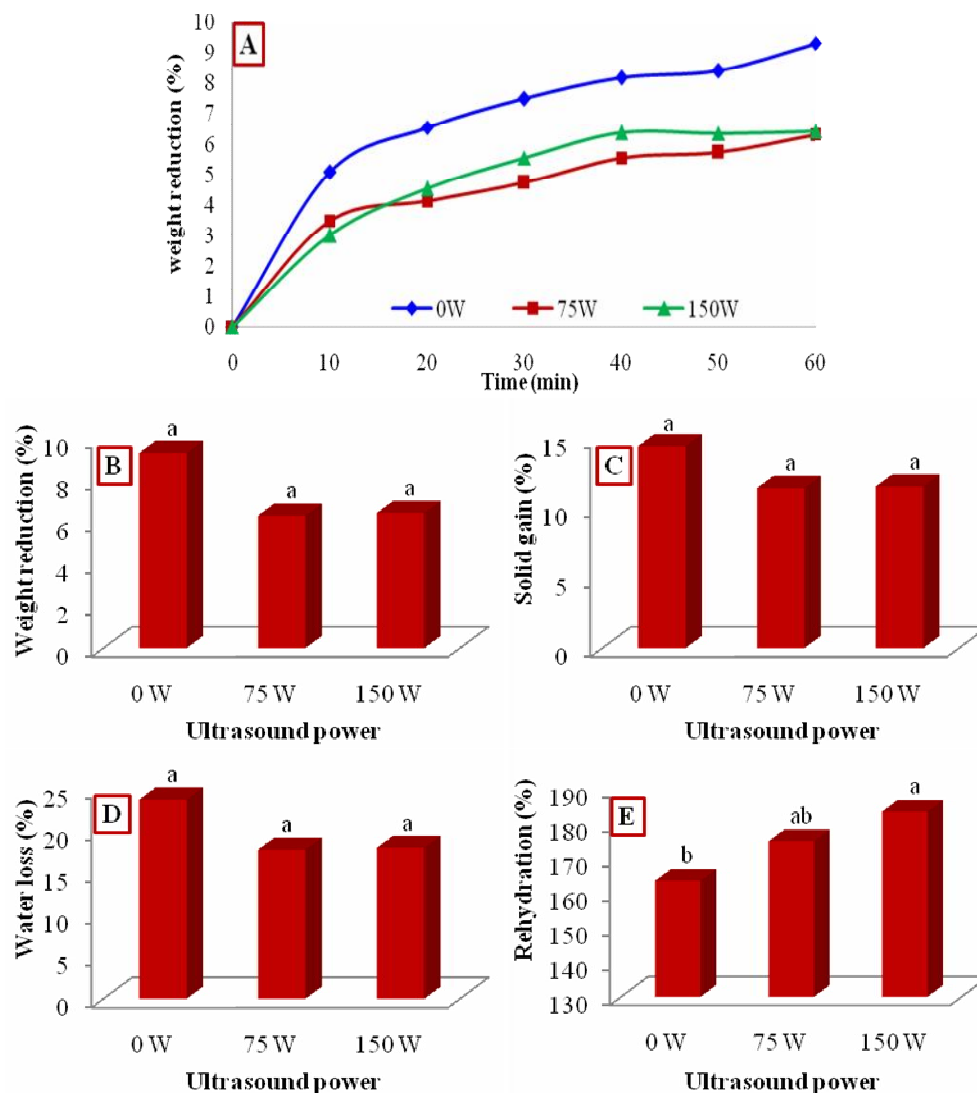 A
weight reduction (%)
10
9
8
7
6
5
4
3
2
1
0
0W 75W 150W
0 10 20 30 40 50 60
Time (min)
B
Weight reduction (%)
10
8
6
4
2
0
a a a
0 W 75 W 150 W
Ultrasound power
C
Solid gain (%)
15
10
5
0
a a a
0 W 75 W 150 W
Ultrasound power
D
Water loss (%)
25
20
15
10
5
0
a a a
0 W 75 W 150 W
Ultrasound power
E
Rehydration (%)
190
180
170
160
150
140
130
b ab a
0 W 75 W 150 W
Ultrasound power